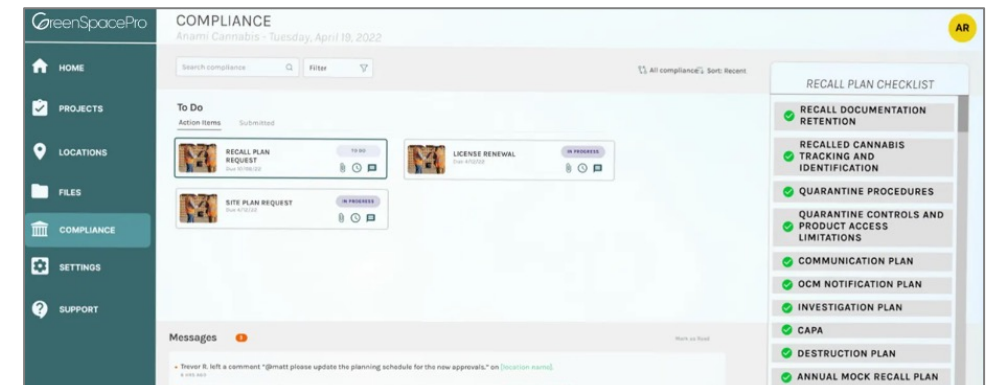 GreenSpacePro
COMPLIANCE
Anami Cannabis - Tuesday, April 19, 2022
AR
HOME
PROJECTS
LOCATIONS
FILES
COMPLIANCE
SETTINGS
SUPPORT
Search compliance
Filter
All compliance
Sort: Recent
To Do
Action Items
Submitted
RECALL PLAN
REQUEST
TO DO
LICENSE RENEWAL
IN PROGRESS
SITE PLAN REQUEST
IN PROGRESS
Messages
Mark as Read
Trevor R. left a comment "@matt please update the planning schedule for the new approvals." on [location name].
RECALL PLAN CHECKLIST
RECALL DOCUMENTATION
RETENTION
RECALLED CANNABIS
TRACKING AND
IDENTIFICATION
QUARANTINE PROCEDURES
QUARANTINE CONTROLS AND
PRODUCT ACCESS
LIMITATIONS
COMMUNICATION PLAN
OCM NOTIFICATION PLAN
INVESTIGATION PLAN
CAPA
DESTRUCTION PLAN
ANNUAL MOCK RECALL PLAN